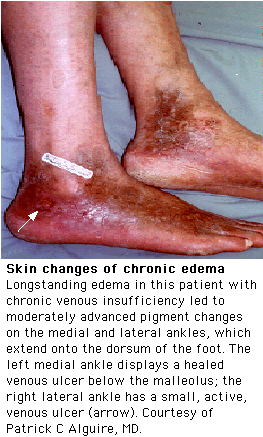 Skin changes of chronic edema
Longstanding edema in this patient with
chronic venous insufficiency led to
moderately advanced pigment changes
on the medial and lateral ankles, which
extend onto the dorsum of the foot. The
left medial ankle displays a healed
venous ulcer below the malleolus; the
right lateral ankle has a small, active,
venous ulcer (arrow). Courtesy of
Patrick C Alguire, MD.